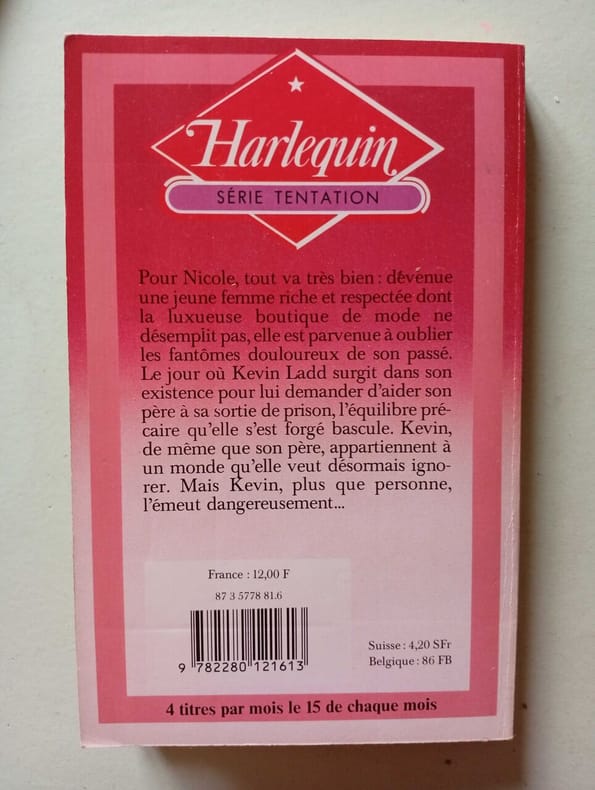 Harlequin
SÉRIE TENTATION
Pour Nicole, tout va très bien : devenue
une jeune femme riche et respectée dont
la luxueuse boutique de mode ne
désemplit pas, elle est parvenue à oublier
les fantômes douloureux de son passé.
Le jour où Kevin Ladd surgit dans son
existence pour lui demander d'aider son
père à sa sortie de prison, l'équilibre pré-
caire qu'elle s'est forgé bascule. Kevin,
de même que son père, appartiennent à
un monde qu'elle veut désormais igno-
rer. Mais Kevin, plus que personne,
l'émeut dangereusement...
France : 12,00 F
87 3 5778 81.6
9 782280 121613
Suisse : 4,20 SFr
Belgique : 86 FB
4 titres par mois le 15 de chaque mois